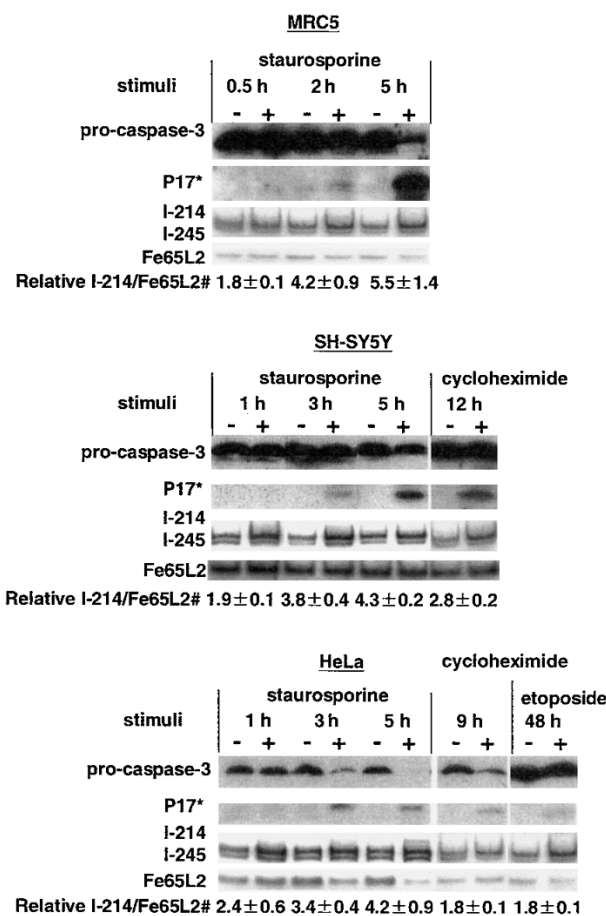 MRC5
staurosporine
stimuli 0.5 h 2 h 5 h
- + - + - +
pro-caspase-3
P17*
I-214
I-245
Fe65L2
Relative I-214/Fe65L2# 1.8±0.1 4.2±0.9 5.5±1.4
SH-SY5Y
staurosporine cycloheximide
stimuli 1 h 3 h 5 h 12 h
- + - + - + - +
pro-caspase-3
P17*
I-214
I-245
Fe65L2
Relative I-214/Fe65L2# 1.9±0.1 3.8±0.4 4.3±0.2 2.8±0.2
HeLa cycloheximide
staurosporine etoposide
stimuli 1 h 3 h 5 h 9 h 48 h
- + - + - + - + - +
pro-caspase-3
P17*
I-214
I-245
Fe65L2
Relative I-214/Fe65L2# 2.4±0.6 3.4±0.4 4.2±0.9 1.8±0.1 1.8±0.1